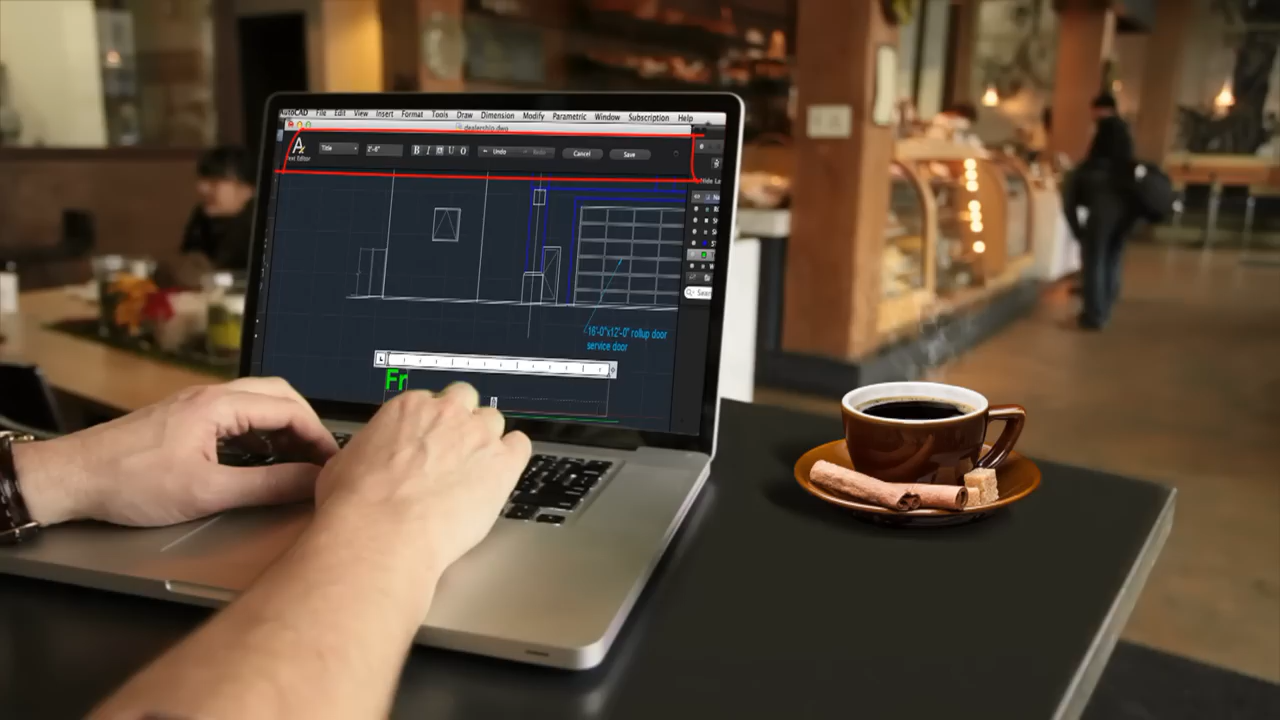 AutoCAD File Edit View Insert Format Tools Draw Dimension Modify Parametric Window Subscription Help
dealership.dwg
A Title 2'-6" B I U O Undo Cancel Save
Text Editor
16'-0"x12'-0" rollup door
service door
Fr